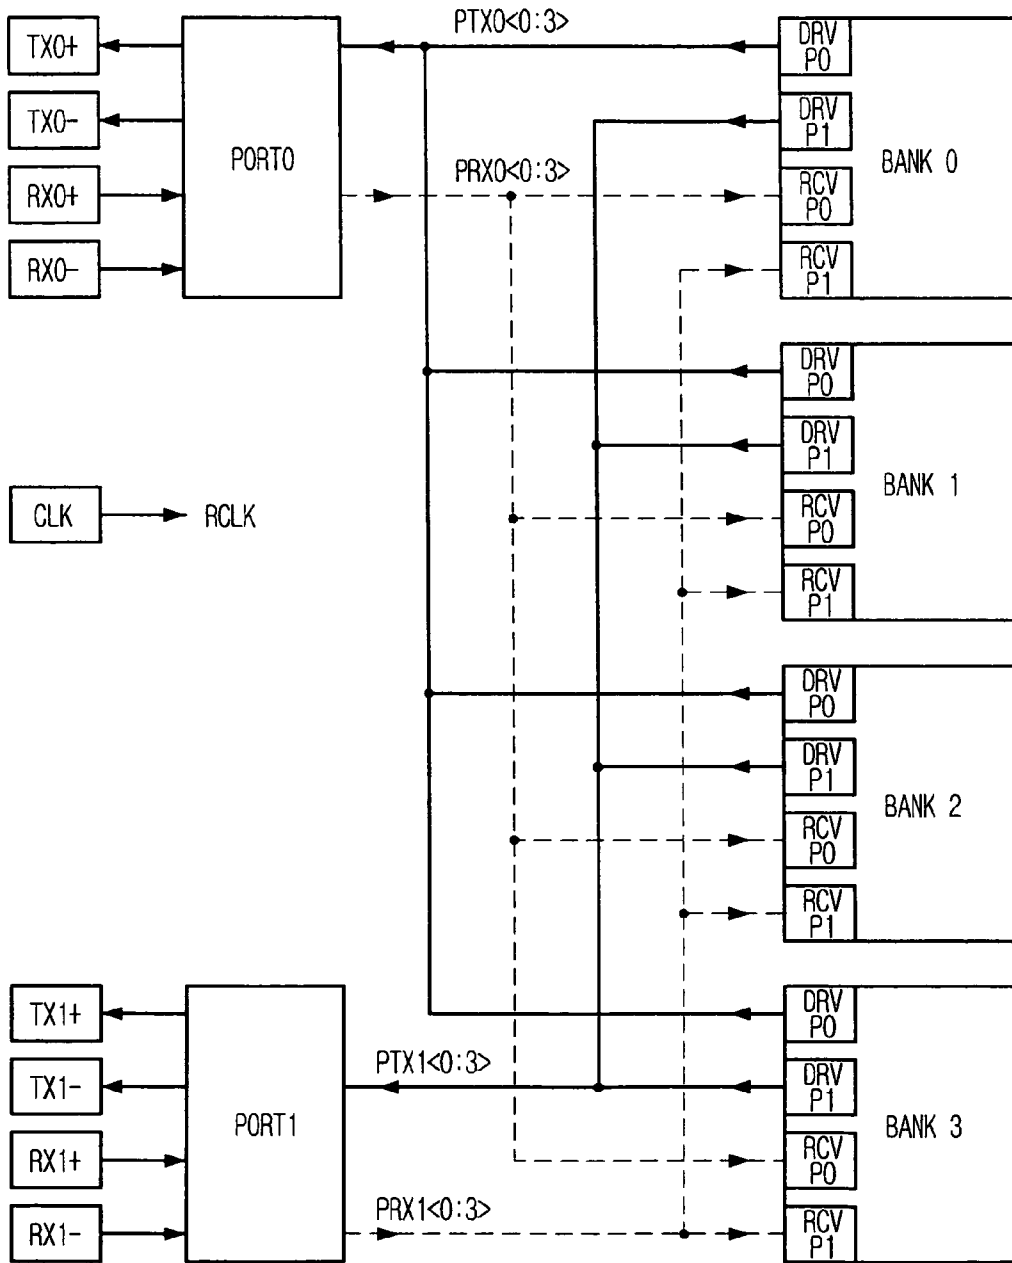 TX0+
TX0-
RX0+
RX0-
PORT0
PTX0<0:3>
PRX0<0:3>
DRV
P0
DRV
P1
RCV
P0
RCV
P1
BANK 0
DRV
P0
DRV
P1
RCV
P0
RCV
P1
BANK 1
CLK
RCLK
DRV
P0
DRV
P1
RCV
P0
RCV
P1
BANK 2
TX1+
TX1-
RX1+
RX1-
PORT1
PTX1<0:3>
PRX1<0:3>
DRV
P0
DRV
P1
RCV
P0
RCV
P1
BANK 3